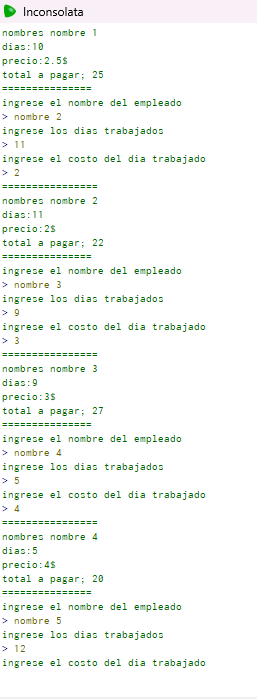 Inconsolata
nombres nombre 1
dias:10
precio:2.5$
total a pagar; 25
===============
ingrese el nombre del empleado
> nombre 2
ingrese los dias trabajados
> 11
ingrese el costo del dia trabajado
> 2
================
nombres nombre 2
dias:11
precio:2$
total a pagar; 22
===============
ingrese el nombre del empleado
> nombre 3
ingrese los dias trabajados
> 9
ingrese el costo del dia trabajado
> 3
================
nombres nombre 3
dias:9
precio:3$
total a pagar; 27
===============
ingrese el nombre del empleado
> nombre 4
ingrese los dias trabajados
> 5
ingrese el costo del dia trabajado
> 4
================
nombres nombre 4
dias:5
precio:4$
total a pagar; 20
===============
ingrese el nombre del empleado
> nombre 5
ingrese los dias trabajados
> 12
ingrese el costo del dia trabajado